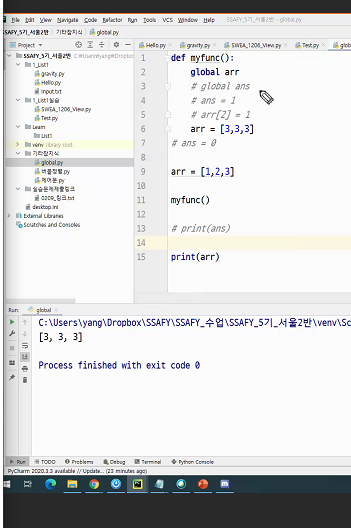 File Edit View Navigate Code Refactor Run Tools VCS Window Help SSAFY_5기_서울2반 - global.py
SSAFY_5기_서울2반 기타잡지식 global.py
Project
Hello.py gravity.py SWEA_1206_View.py Test.py glob
SSAFY_5기_서울2반
1_List1
gravity.py
Hello.py
input.txt
1_List1실습
SWEA_1206_View.py
Test.py
Learn
List1
venv library root
기타잡지식
global.py
버블정렬.py
제어문.py
실습문제제출링크
0209_링크.txt
desktop.ini
External Libraries
Scratches and Consoles
1 def myfunc():
2 global arr
3 # global ans
4 # ans = 1
5 # arr[2] = 1
6 arr = [3,3,3]
7 # ans = 0
8
9 arr = [1,2,3]
10
11 myfunc()
12
13 # print(ans)
14
15 print(arr)
Run: global
C:\Users\yang\Dropbox\SSAFY\SSAFY_수업\SSAFY_5기_서울2반\venv\Sc
[3, 3, 3]
Process finished with exit code 0
Run TODO Problems Debug Terminal Python Console
PyCharm 2020.3.3 available // Update... (23 minutes ago)